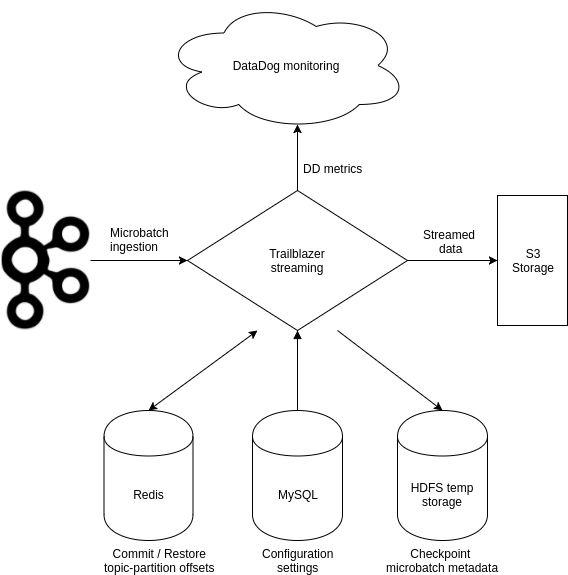 DataDog monitoring
DD metrics
Microbatch
ingestion
Trailblazer
streaming
Streamed
data
S3
Storage
Redis
MySQL
HDFS temp
storage
Commit / Restore
topic-partition offsets
Configuration
settings
Checkpoint
microbatch metadata